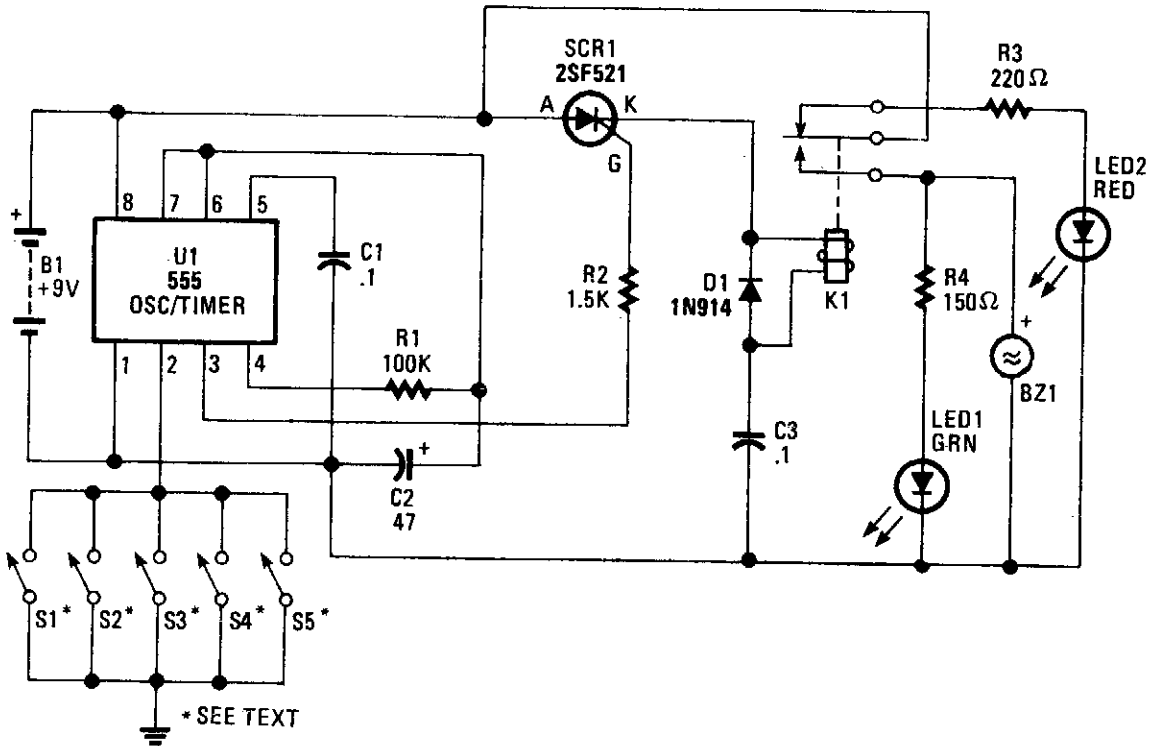 SCR1
2SF521
A
K
G
R3
220Ω
LED2
RED
8
7
6
5
U1
555
OSC/TIMER
1
2
3
4
+
B1
+9V
C1
.1
R1
100K
R2
1.5K
D1
1N914
K1
R4
150Ω
+
BZ1
LED1
GRN
C3
.1
+
C2
47
S1*
S2*
S3*
S4*
S5*
* SEE TEXT